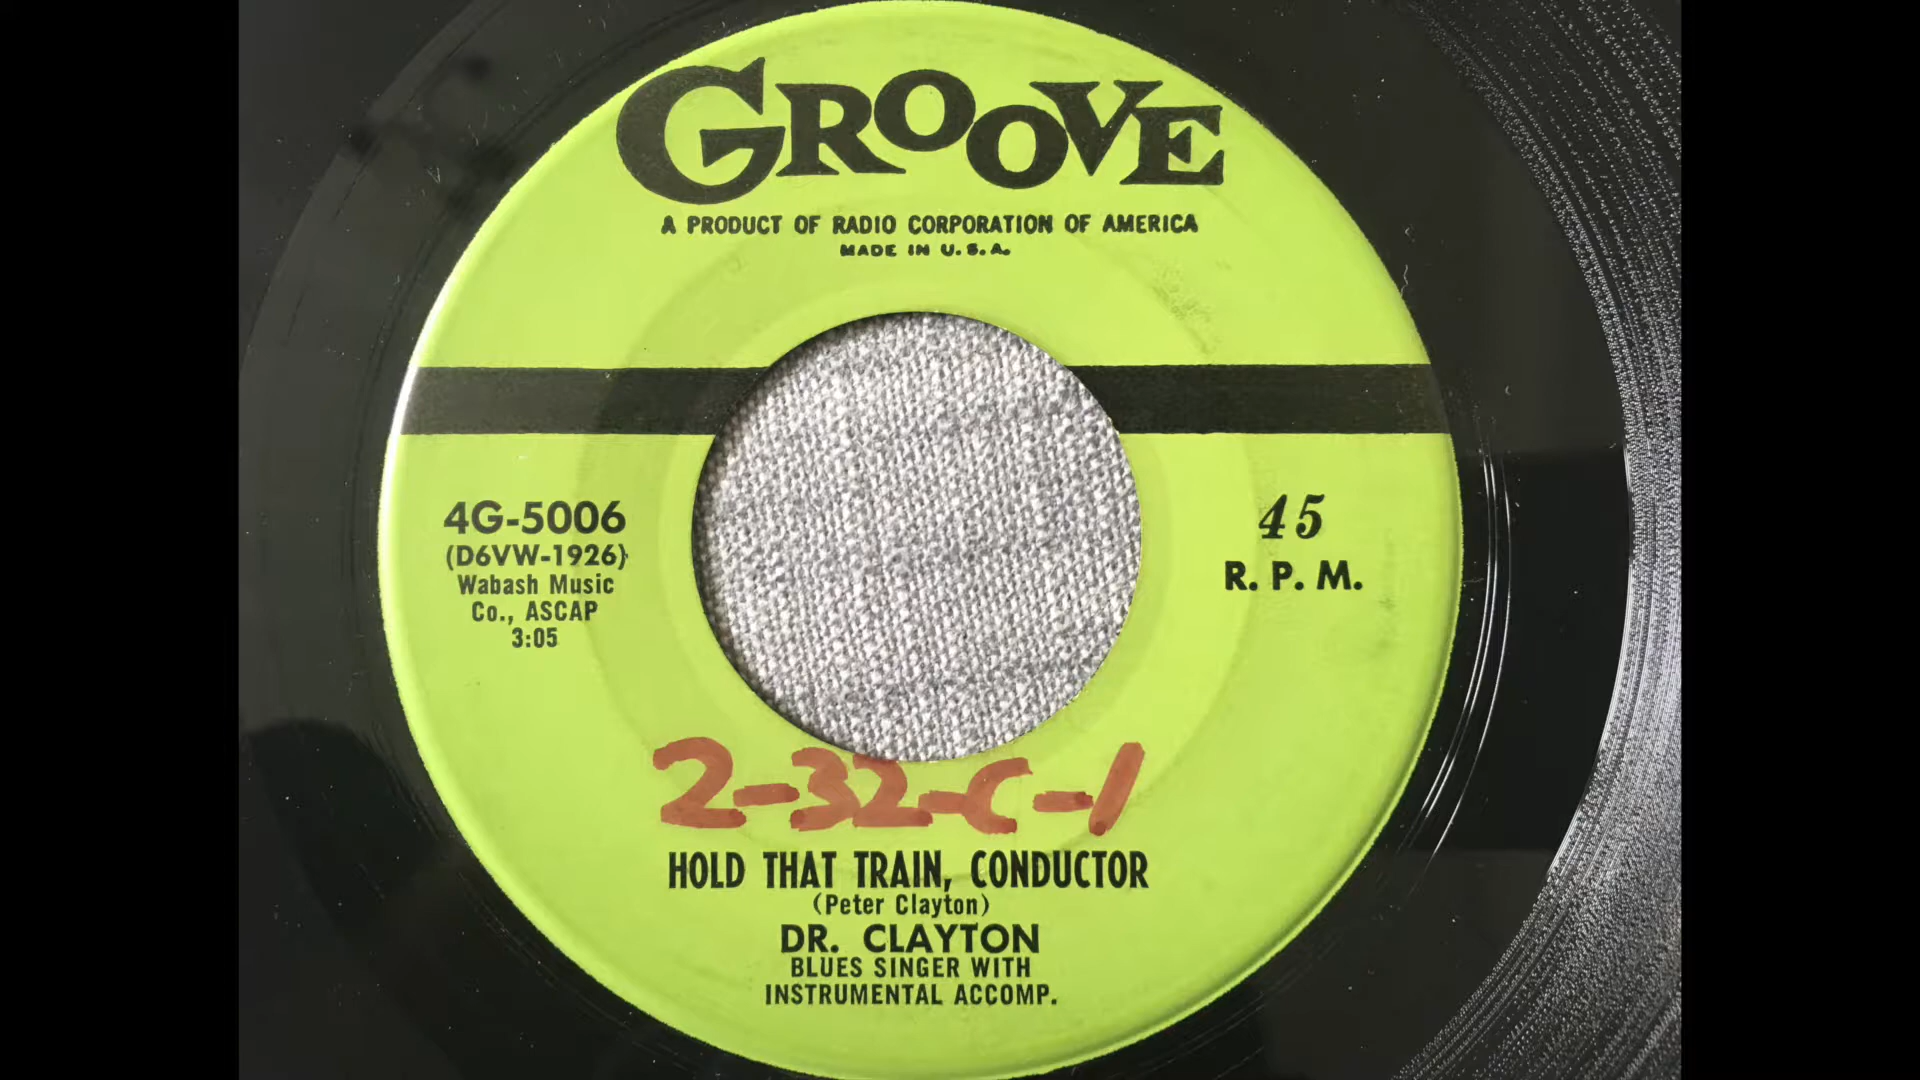 GROOVE
A PRODUCT OF RADIO CORPORATION OF AMERICA
MADE IN U.S.A.
4G-5006
(D6VW-1926)
Wabash Music
Co., ASCAP
3:05
45
R. P. M.
2-32-C-1
HOLD THAT TRAIN, CONDUCTOR
(Peter Clayton)
DR. CLAYTON
BLUES SINGER WITH
INSTRUMENTAL ACCOMP.